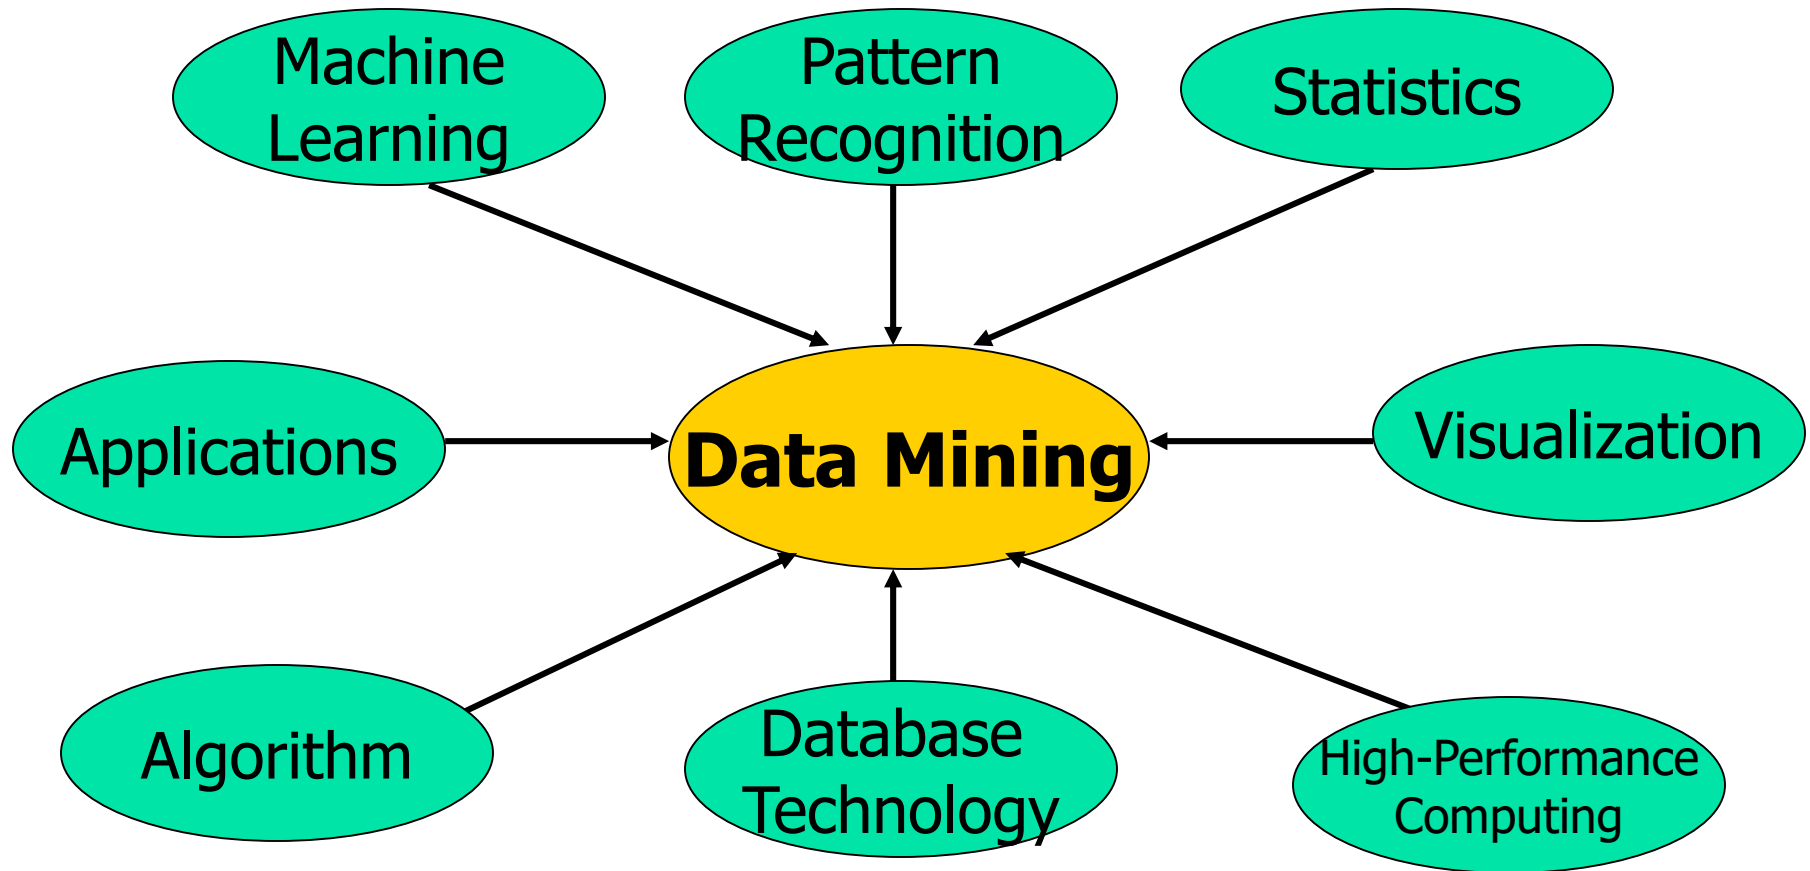 Machine
Learning
Pattern
Recognition
Statistics
Applications
Data Mining
Visualization
Algorithm
Database
Technology
High-Performance
Computing